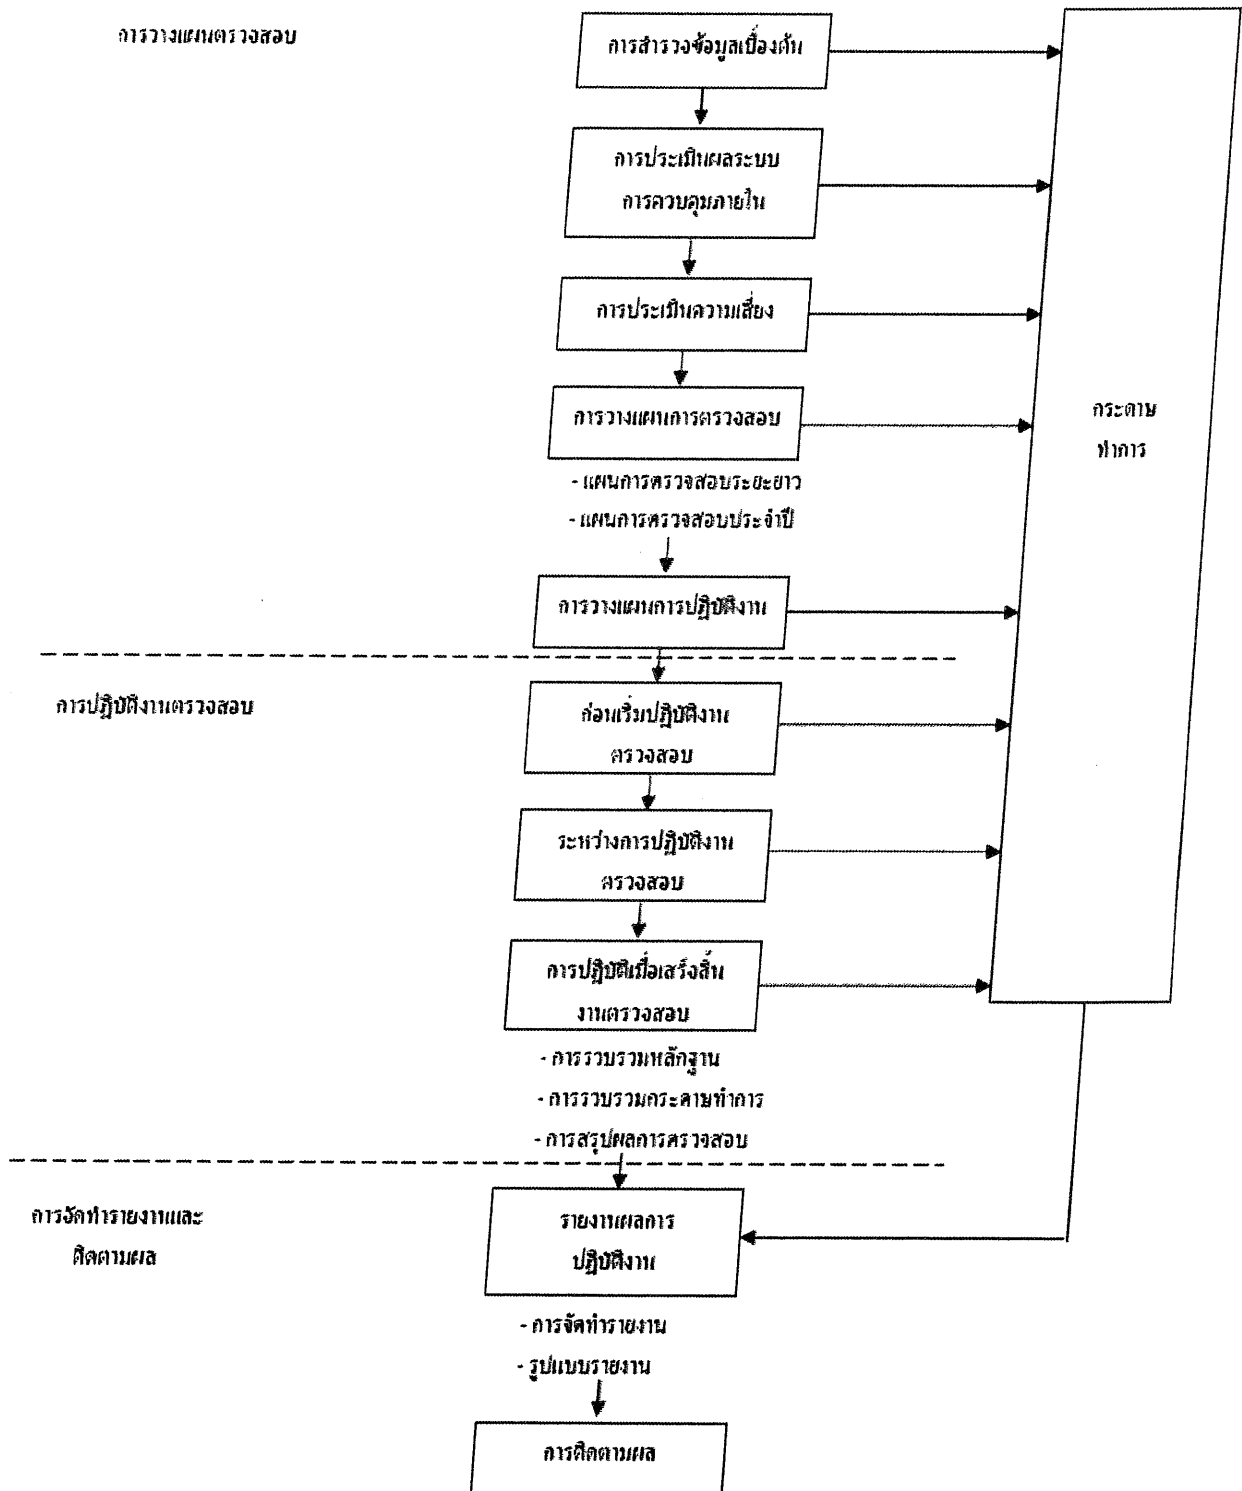 การวางแผนตรวจสอบ
การสำรวจข้อมูลเบื้องต้น
การประเมินผลระบบ
การควบคุมภายใน
การประเมินความเสี่ยง
การวางแผนการตรวจสอบ
- แผนการตรวจสอบระยะยาว
- แผนการตรวจสอบประจำปี
การวางแผนการปฏิบัติงาน
กระดาษ
ทำการ
การปฏิบัติงานตรวจสอบ
ก่อนเริ่มปฏิบัติงาน
ตรวจสอบ
ระหว่างการปฏิบัติงาน
ตรวจสอบ
การปฏิบัติเมื่อเสร็จสิ้น
งานตรวจสอบ
- การรวบรวมหลักฐาน
- การรวบรวมกระดาษทำการ
- การสรุปผลการตรวจสอบ
การจัดทำรายงานและ
ติดตามผล
รายงานผลการ
ปฏิบัติงาน
- การจัดทำรายงาน
- รูปแบบรายงาน
การติดตามผล